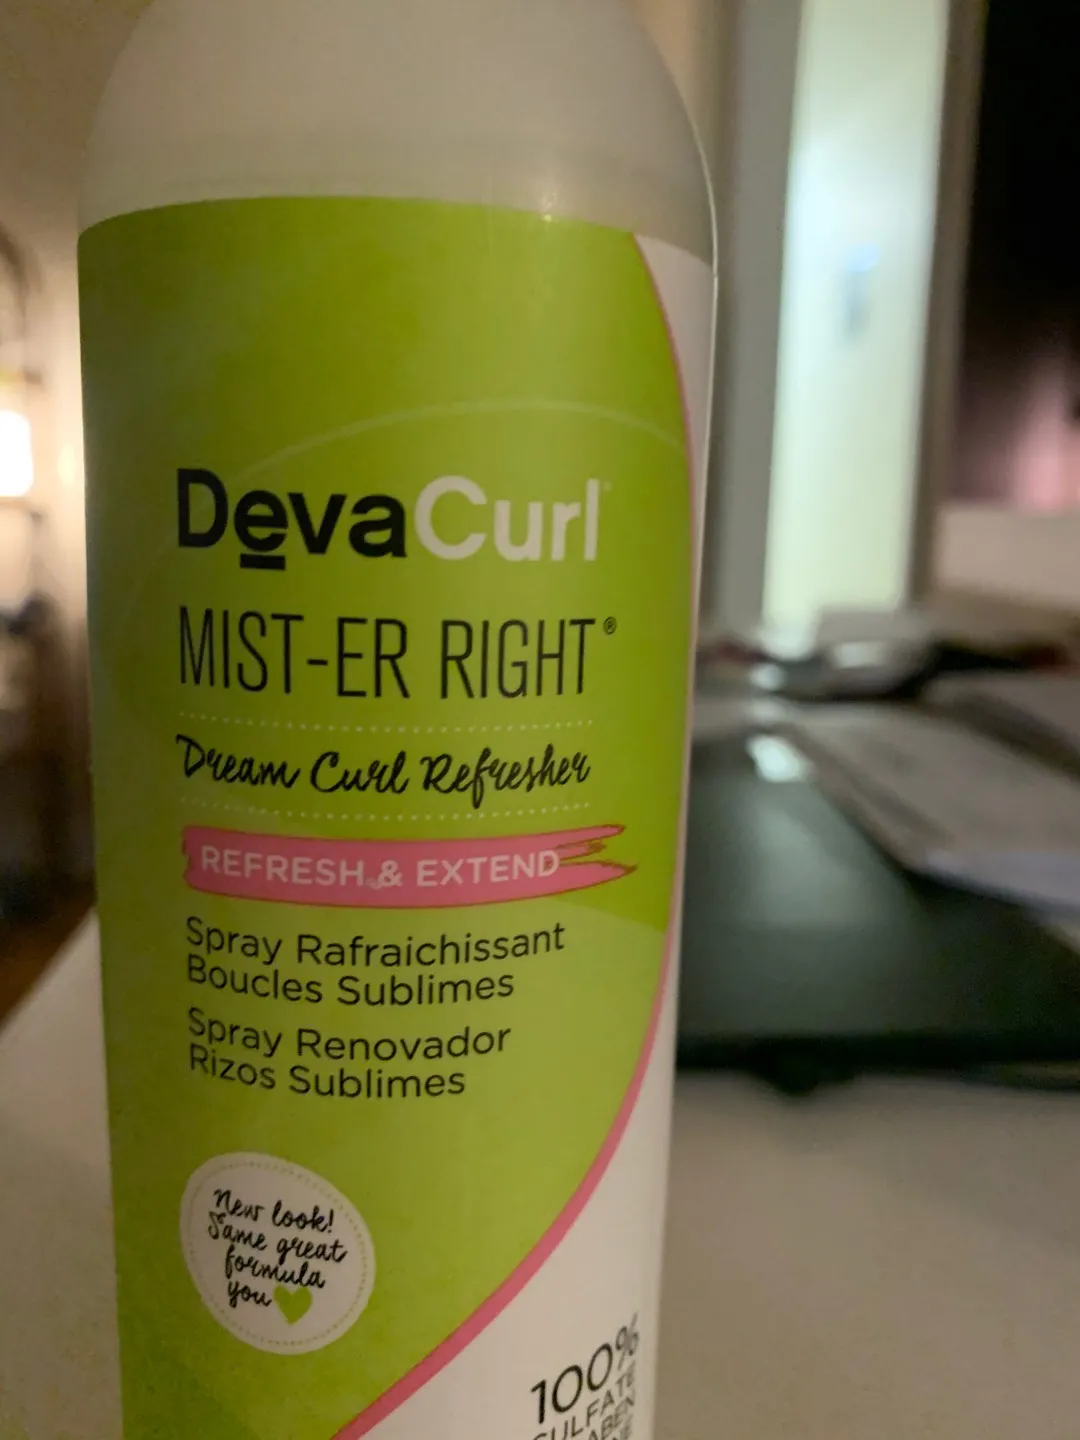 DevaCurl
MIST-ER RIGHT®
Dream Curl Refresher
REFRESH & EXTEND
Spray Rafraichissant
Boucles Sublimes
Spray Renovador
Rizos Sublimes
New look!
Same great
formula
you
100%
SULFATE